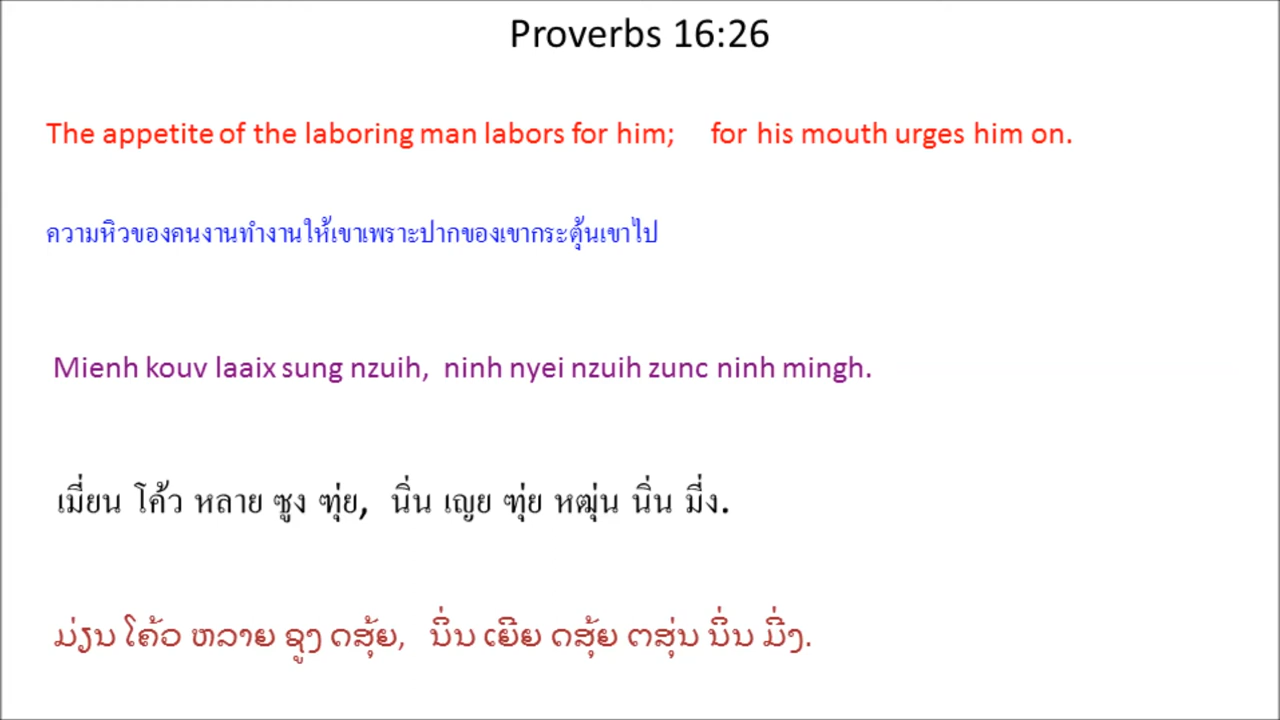 Proverbs 16:26
The appetite of the laboring man labors for him; for his mouth urges him on.
ความหิวของคนงานทำงานให้เขาเพราะปากของเขากระตุ้นเขาไป
Mienh kouv laaix sung nzuih, ninh nyei nzuih zunc ninh mingh.
เมี่ยน โค้ว หลาย ซูง ฑุ่ย, นิ่น เญย ฑุ่ย หฒุ่น นิ่น มี่ง.
ມ່ຽນ ໂຄ້ວ ຫລາຍ ຊູງ ດສຸ້ຍ, ນິ່ນ ເຍີຍ ດສຸ້ຍ ຕສຸ່ນ ນິ່ນ ມີ່ງ.